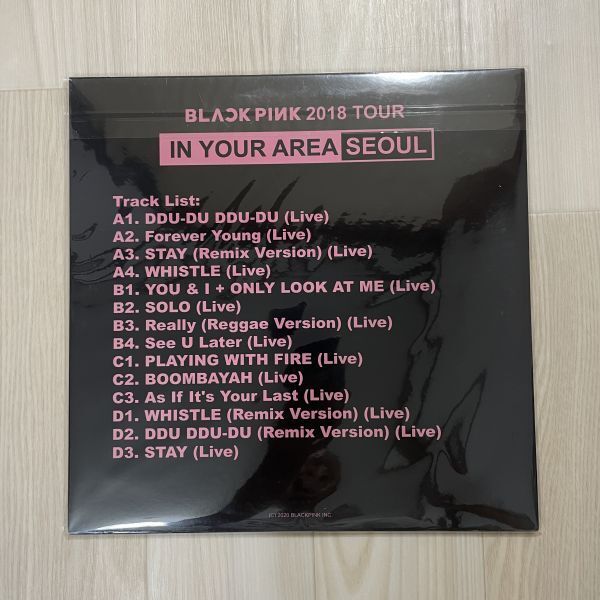 BLACKPINK 2018 TOUR
IN YOUR AREA SEOUL
Track List:
A1. DDU-DU DDU-DU (Live)
A2. Forever Young (Live)
A3. STAY (Remix Version) (Live)
A4. WHISTLE (Live)
B1. YOU & I + ONLY LOOK AT ME (Live)
B2. SOLO (Live)
B3. Really (Reggae Version) (Live)
B4. See U Later (Live)
C1. PLAYING WITH FIRE (Live)
C2. BOOMBAYAH (Live)
C3. As If It's Your Last (Live)
D1. WHISTLE (Remix Version) (Live)
D2. DDU DDU-DU (Remix Version) (Live)
D3. STAY (Live)
(C) 2020 BLACKPINK INC.